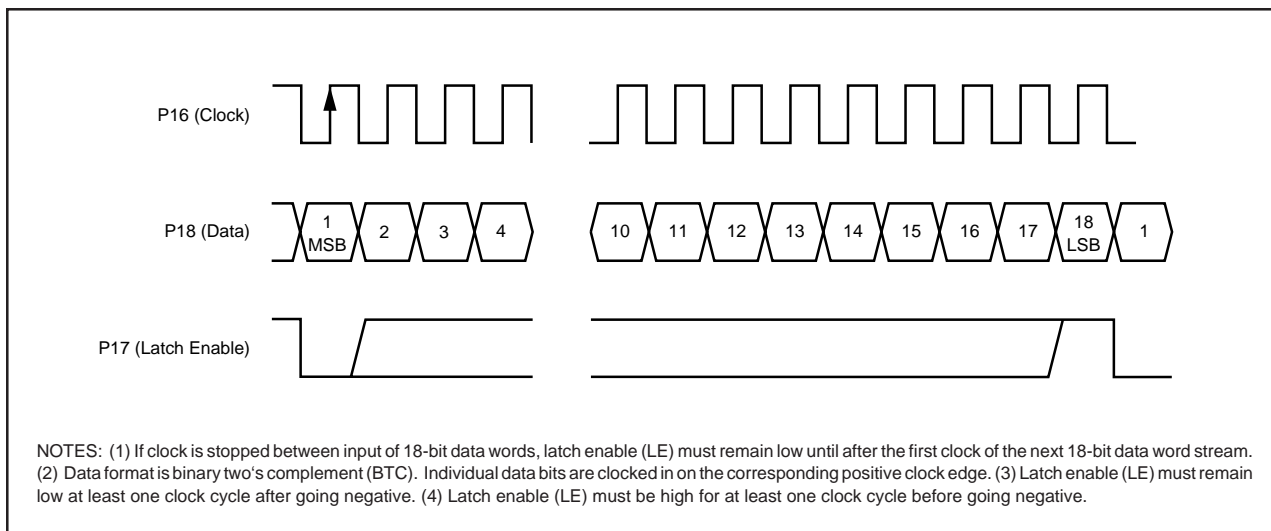 P16 (Clock)
P18 (Data)
1
MSB
2
3
4
10
11
12
13
14
15
16
17
18
LSB
1
P17 (Latch Enable)
NOTES: (1) If clock is stopped between input of 18-bit data words, latch enable (LE) must remain low until after the first clock of the next 18-bit data word stream.
(2) Data format is binary two‘s complement (BTC). Individual data bits are clocked in on the corresponding positive clock edge. (3) Latch enable (LE) must remain
low at least one clock cycle after going negative. (4) Latch enable (LE) must be high for at least one clock cycle before going negative.